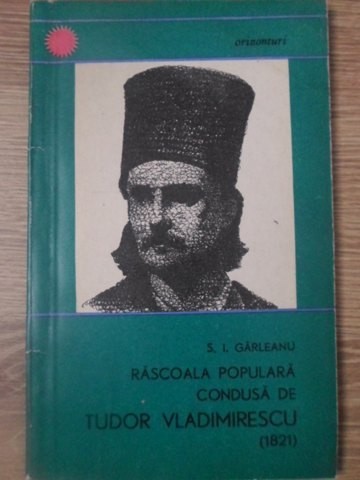 orizonturi
S. I. GÂRLEANU
RĂSCOALA POPULARĂ
CONDUSĂ DE
TUDOR VLADIMIRESCU
(1821)